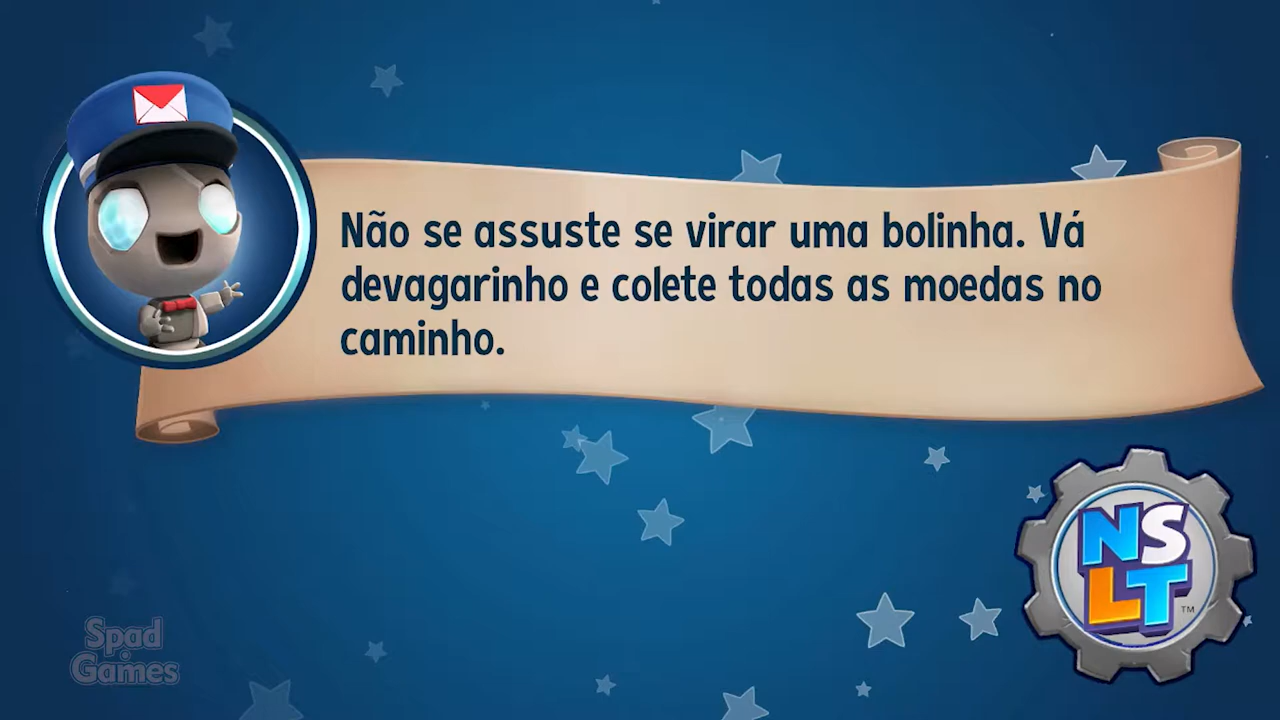 Não se assuste se virar uma bolinha. Vá
devagarinho e colete todas as moedas no
caminho.
NS
LT
TM
Spad
Games